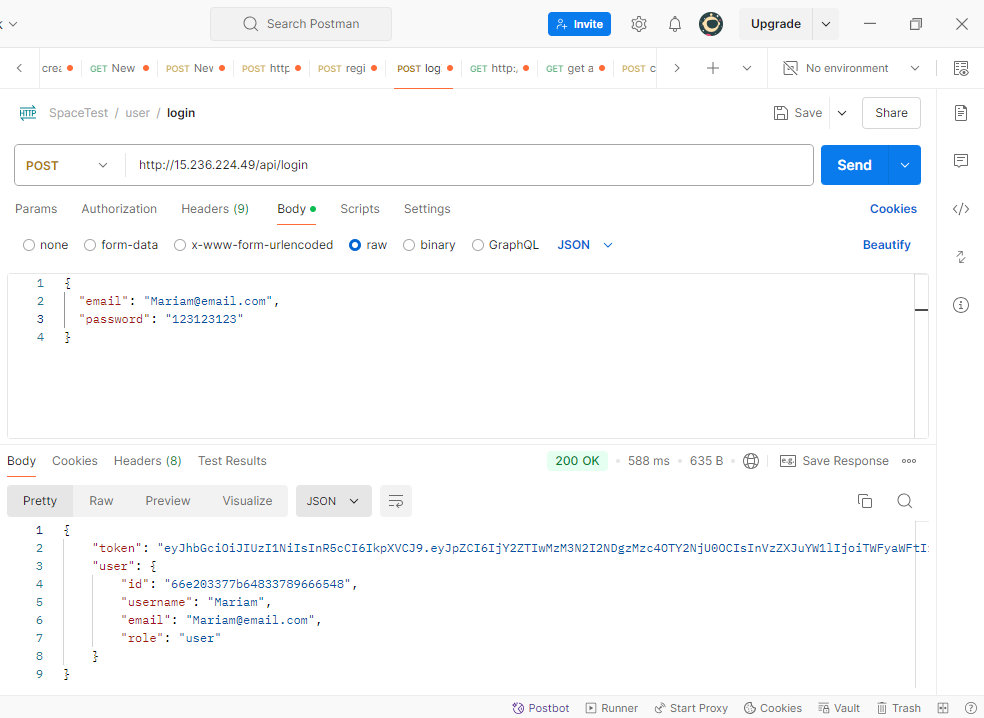 Search Postman
Invite
Upgrade
GET New
POST New
POST http
POST regi
POST log
GET http:
GET get a
POST c
No environment
HTTP SpaceTest / user / login
Save
Share
POST http://15.236.224.49/api/login
Send
Params Authorization Headers (9) Body Scripts Settings Cookies
none form-data x-www-form-urlencoded raw binary GraphQL JSON Beautify
1 {
2 "email": "Mariam@email.com",
3 "password": "123123123"
4 }
Body Cookies Headers (8) Test Results 200 OK 588 ms 635 B e.g. Save Response
Pretty Raw Preview Visualize JSON
1 {
2 "token": "eyJhbGciOiJIUzI1NiIsInR5cCI6IkpXVCJ9.eyJpZCI6IjY2ZTIwMzM3N2I2NDgzMzc4OTY2NjU0OCIsInVzZXJuYW1lIjoiTWFyaWFtI
3 "user": {
4 "id": "66e203377b64833789666548",
5 "username": "Mariam",
6 "email": "Mariam@email.com",
7 "role": "user"
8 }
9 }
Postbot Runner Start Proxy Cookies Vault Trash